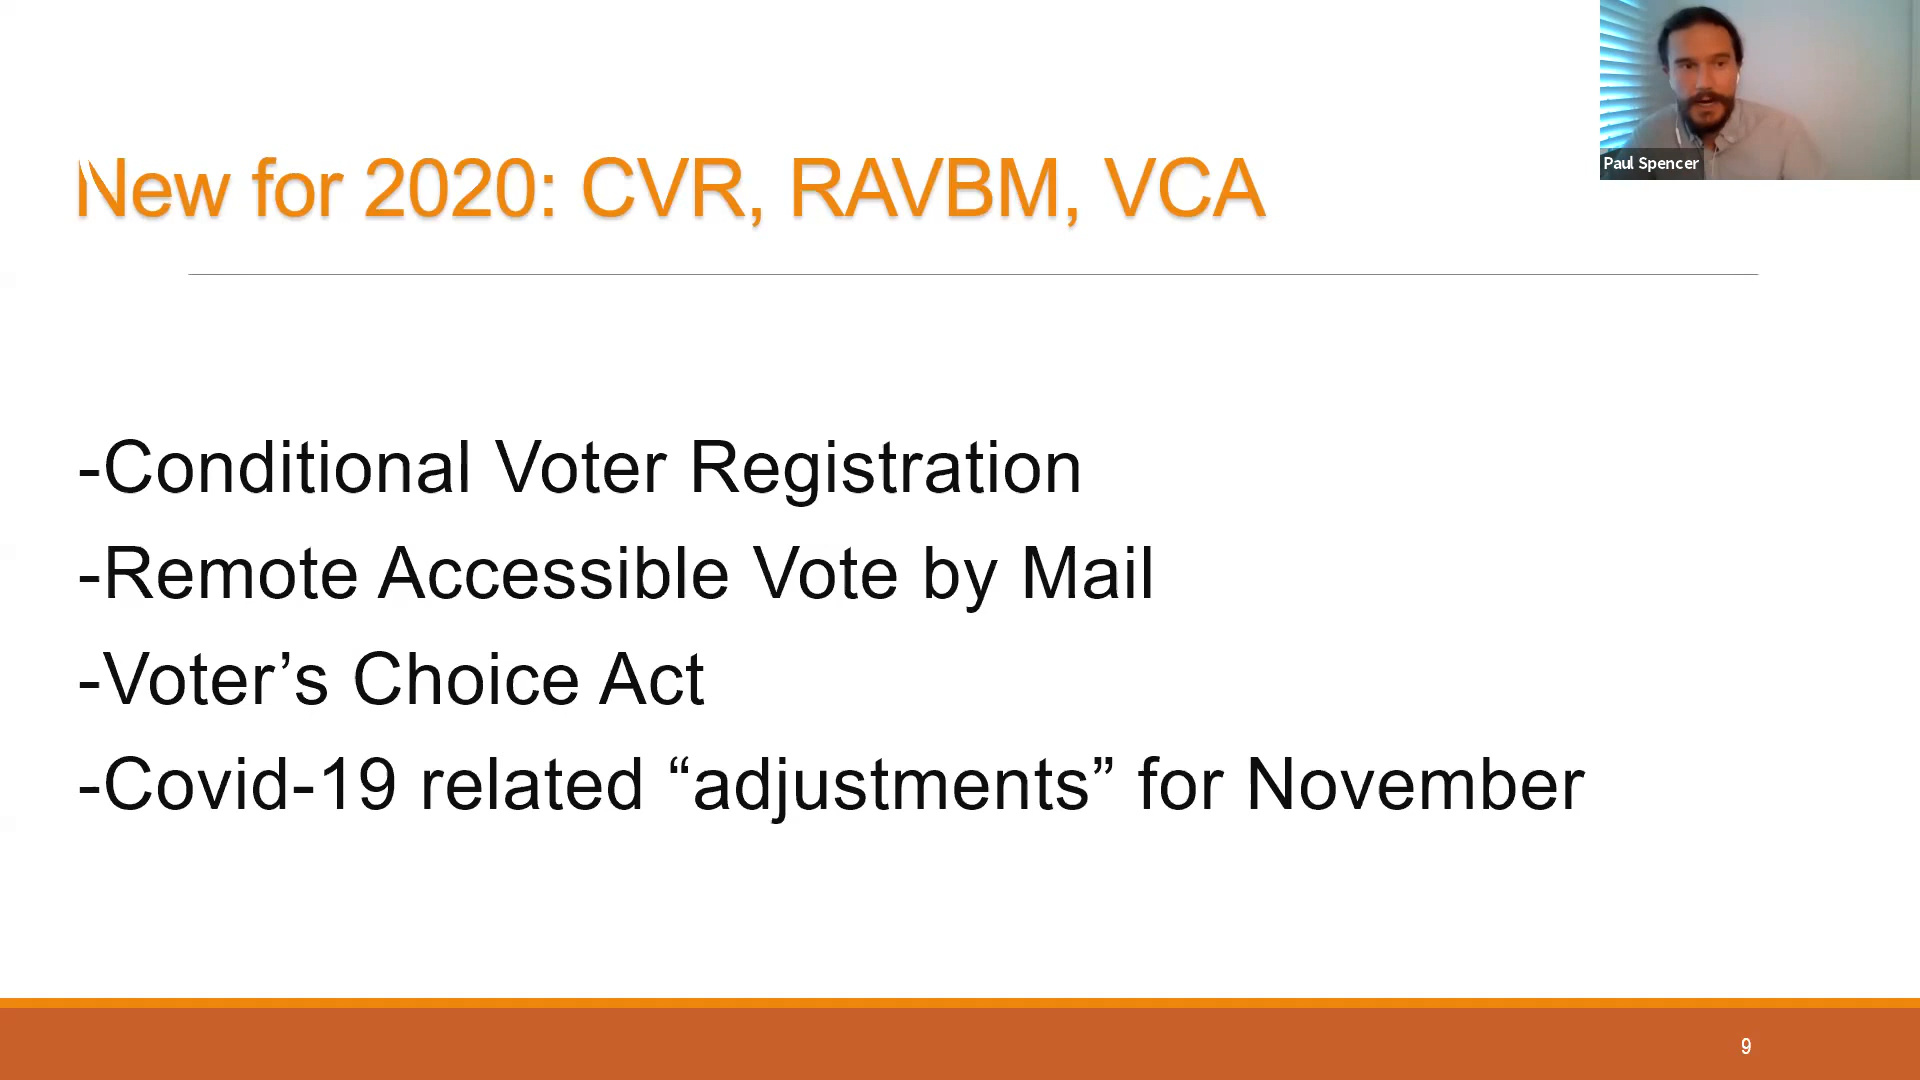 New for 2020: CVR, RAVBM, VCA
Paul Spencer
-Conditional Voter Registration
-Remote Accessible Vote by Mail
-Voter’s Choice Act
-Covid-19 related “adjustments” for November
9